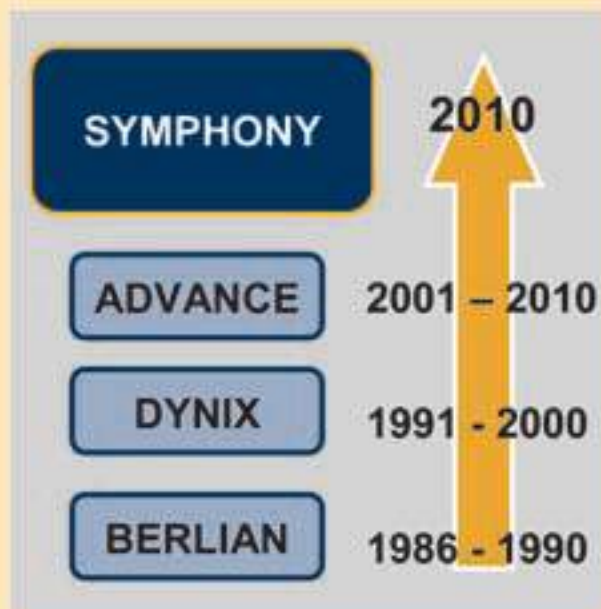 SYMPHONY 2010
ADVANCE 2001 – 2010
DYNIX 1991 - 2000
BERLIAN 1986 - 1990